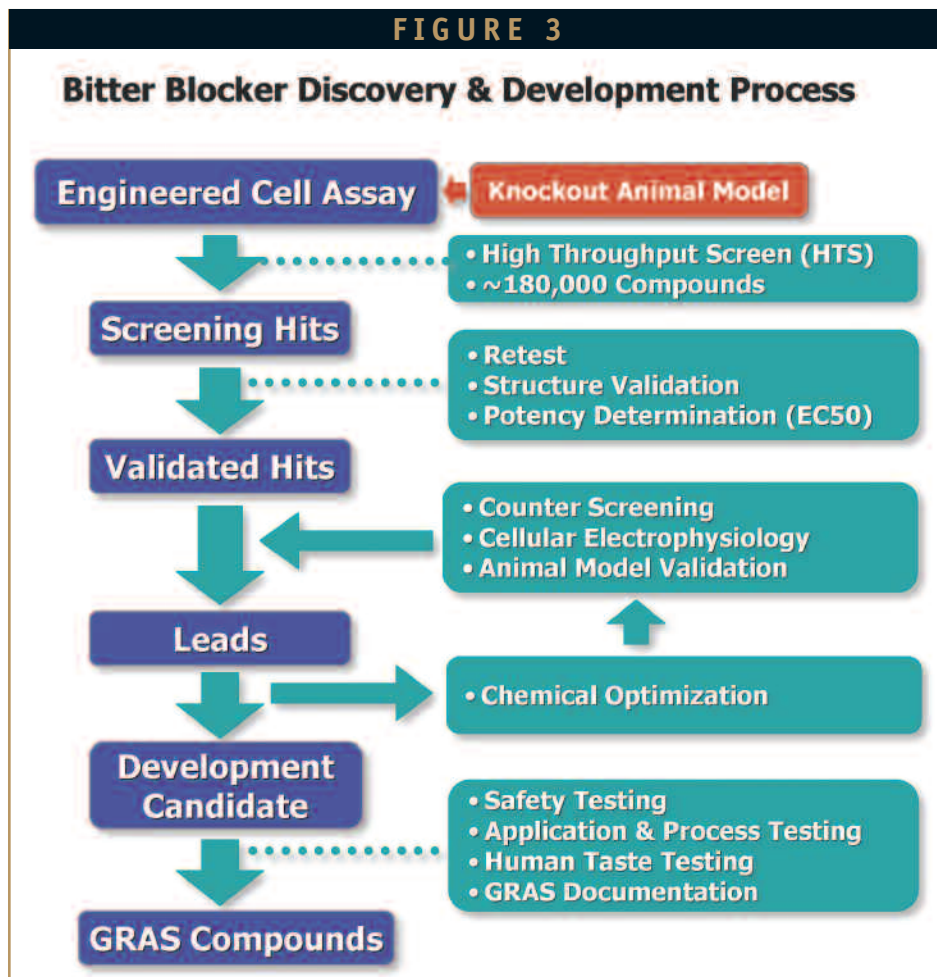 FIGURE 3
Bitter Blocker Discovery & Development Process
Engineered Cell Assay
Knockout Animal Model
• High Throughput Screen (HTS)
• ~180,000 Compounds
Screening Hits
• Retest
• Structure Validation
• Potency Determination (EC50)
Validated Hits
• Counter Screening
• Cellular Electrophysiology
• Animal Model Validation
Leads
• Chemical Optimization
Development
Candidate
• Safety Testing
• Application & Process Testing
• Human Taste Testing
• GRAS Documentation
GRAS Compounds